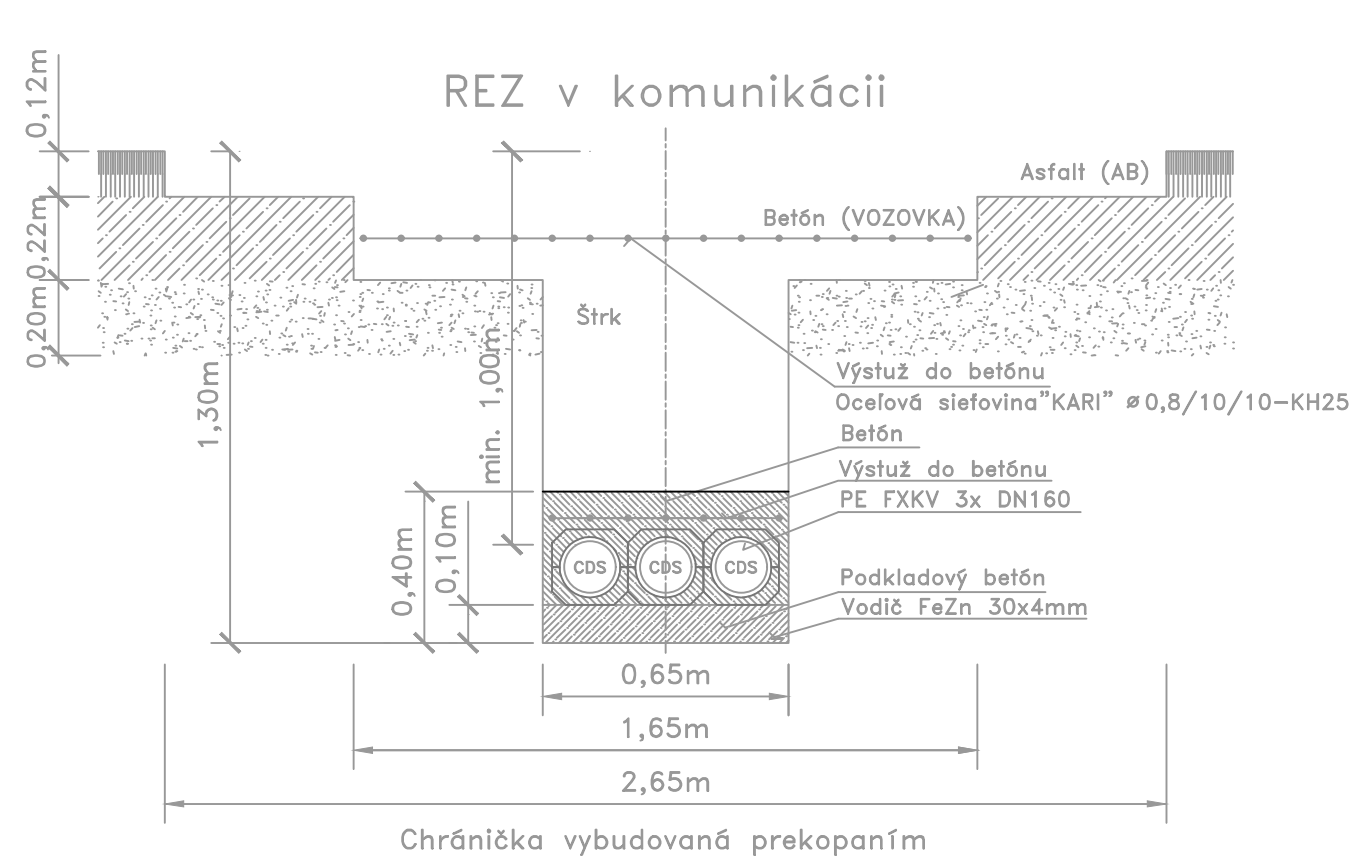 REZ v komunikácii
0,12m
Asfalt (AB)
Betón (VOZOVKA)
0,22m
0,20m
Štrk
1,30m
min. 1,00m
Výstuž do betónu
Oceľová sieťovina"KARI" ⌀0,8/10/10-KH25
Betón
Výstuž do betónu
PE FXKV 3x DN160
0,40m
0,10m
CDS CDS CDS
Podkladový betón
Vodič FeZn 30x4mm
0,65m
1,65m
2,65m
Chránička vybudovaná prekopaním